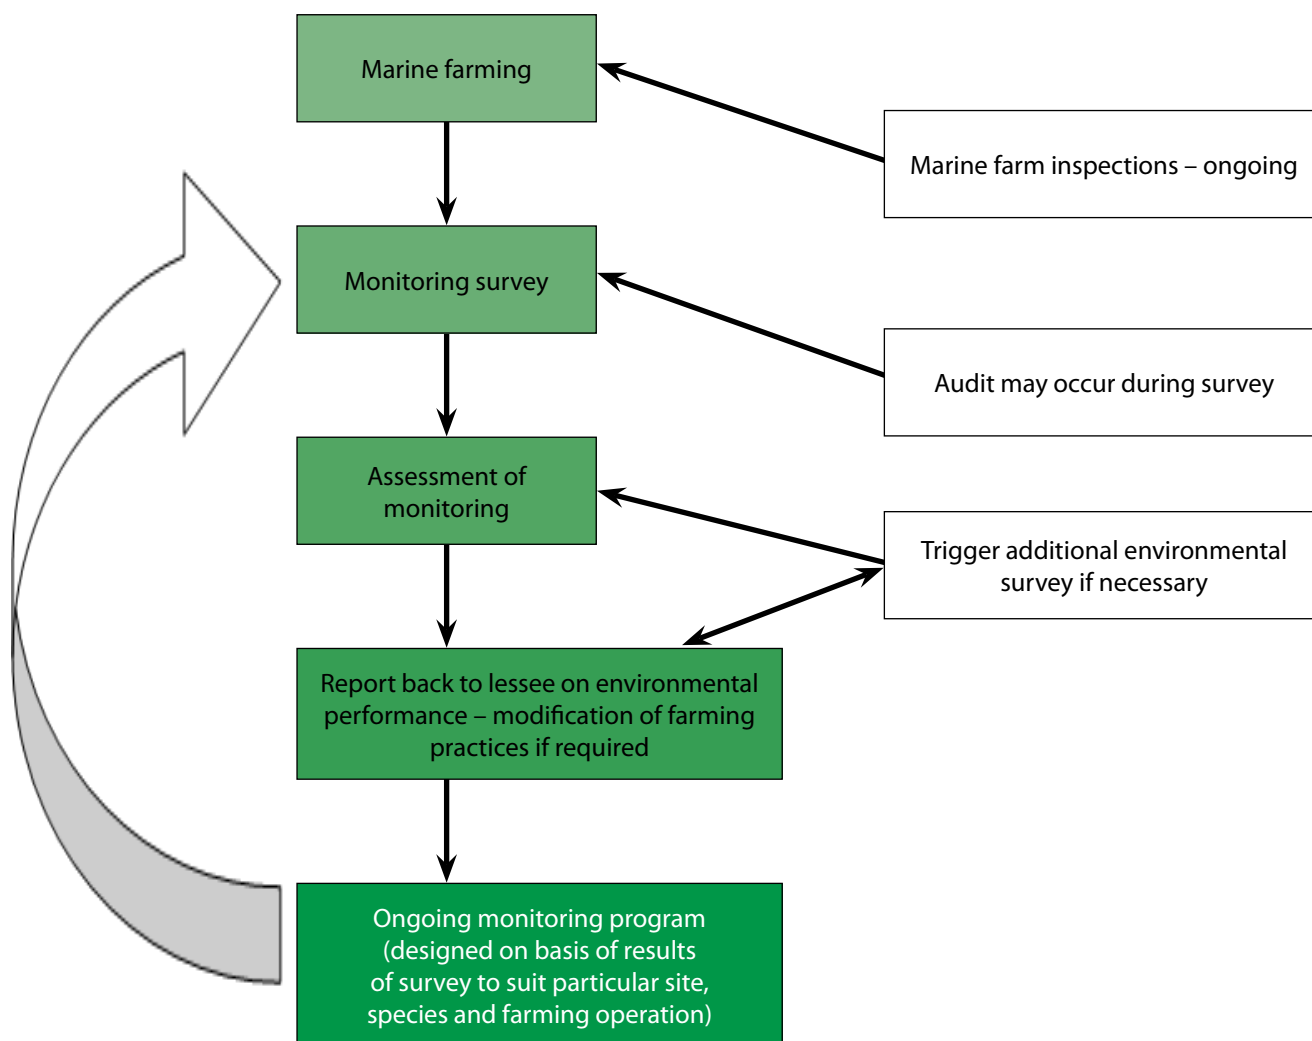 Marine farming
Marine farm inspections – ongoing
Monitoring survey
Audit may occur during survey
Assessment of
monitoring
Trigger additional environmental
survey if necessary
Report back to lessee on environmental
performance – modification of farming
practices if required
Ongoing monitoring program
(designed on basis of results
of survey to suit particular site,
species and farming operation)